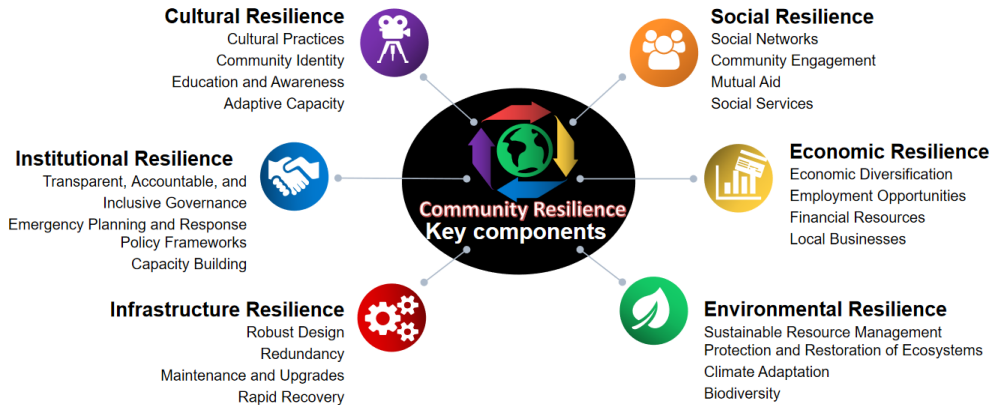 Cultural Resilience
Cultural Practices
Community Identity
Education and Awareness
Adaptive Capacity
Social Resilience
Social Networks
Community Engagement
Mutual Aid
Social Services
Institutional Resilience
Transparent, Accountable, and
Inclusive Governance
Emergency Planning and Response
Policy Frameworks
Capacity Building
Community Resilience
Key components
Economic Resilience
Economic Diversification
Employment Opportunities
Financial Resources
Local Businesses
Infrastructure Resilience
Robust Design
Redundancy
Maintenance and Upgrades
Rapid Recovery
Environmental Resilience
Sustainable Resource Management
Protection and Restoration of Ecosystems
Climate Adaptation
Biodiversity